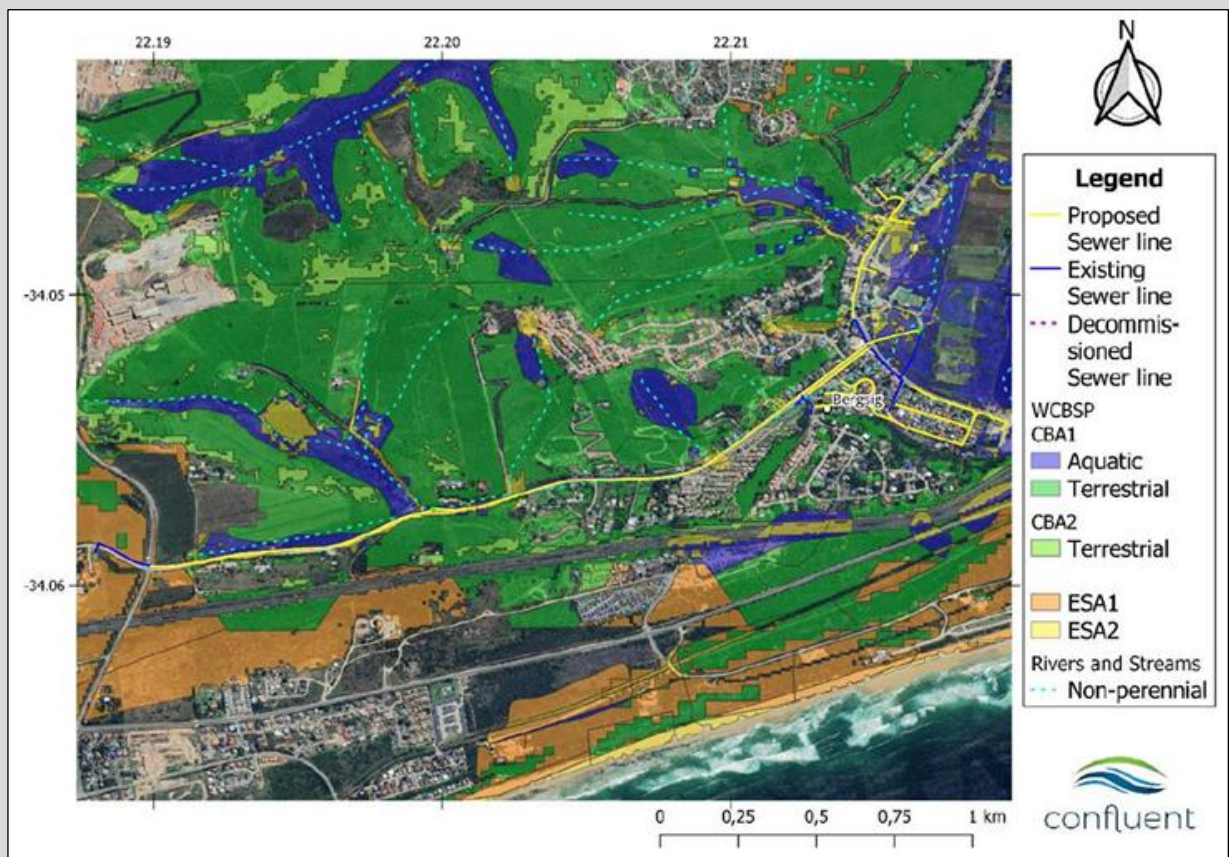 22.19
22.20
22.21
N
-34.05
-34.06
Bergsig
Legend
Proposed
Sewer line
Existing
Sewer line
Decommis-
sioned
Sewer line
WCBSP
CBA1
Aquatic
Terrestrial
CBA2
Terrestrial
ESA1
ESA2
Rivers and Streams
Non-perennial
0 0,25 0,5 0,75 1 km
confluent